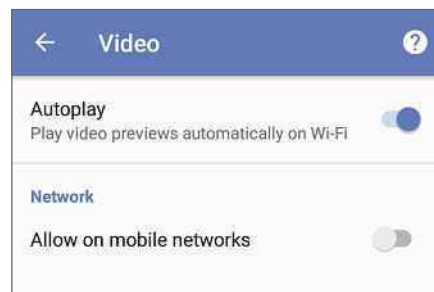 Video
Autoplay
Play video previews automatically on Wi-Fi
Network
Allow on mobile networks